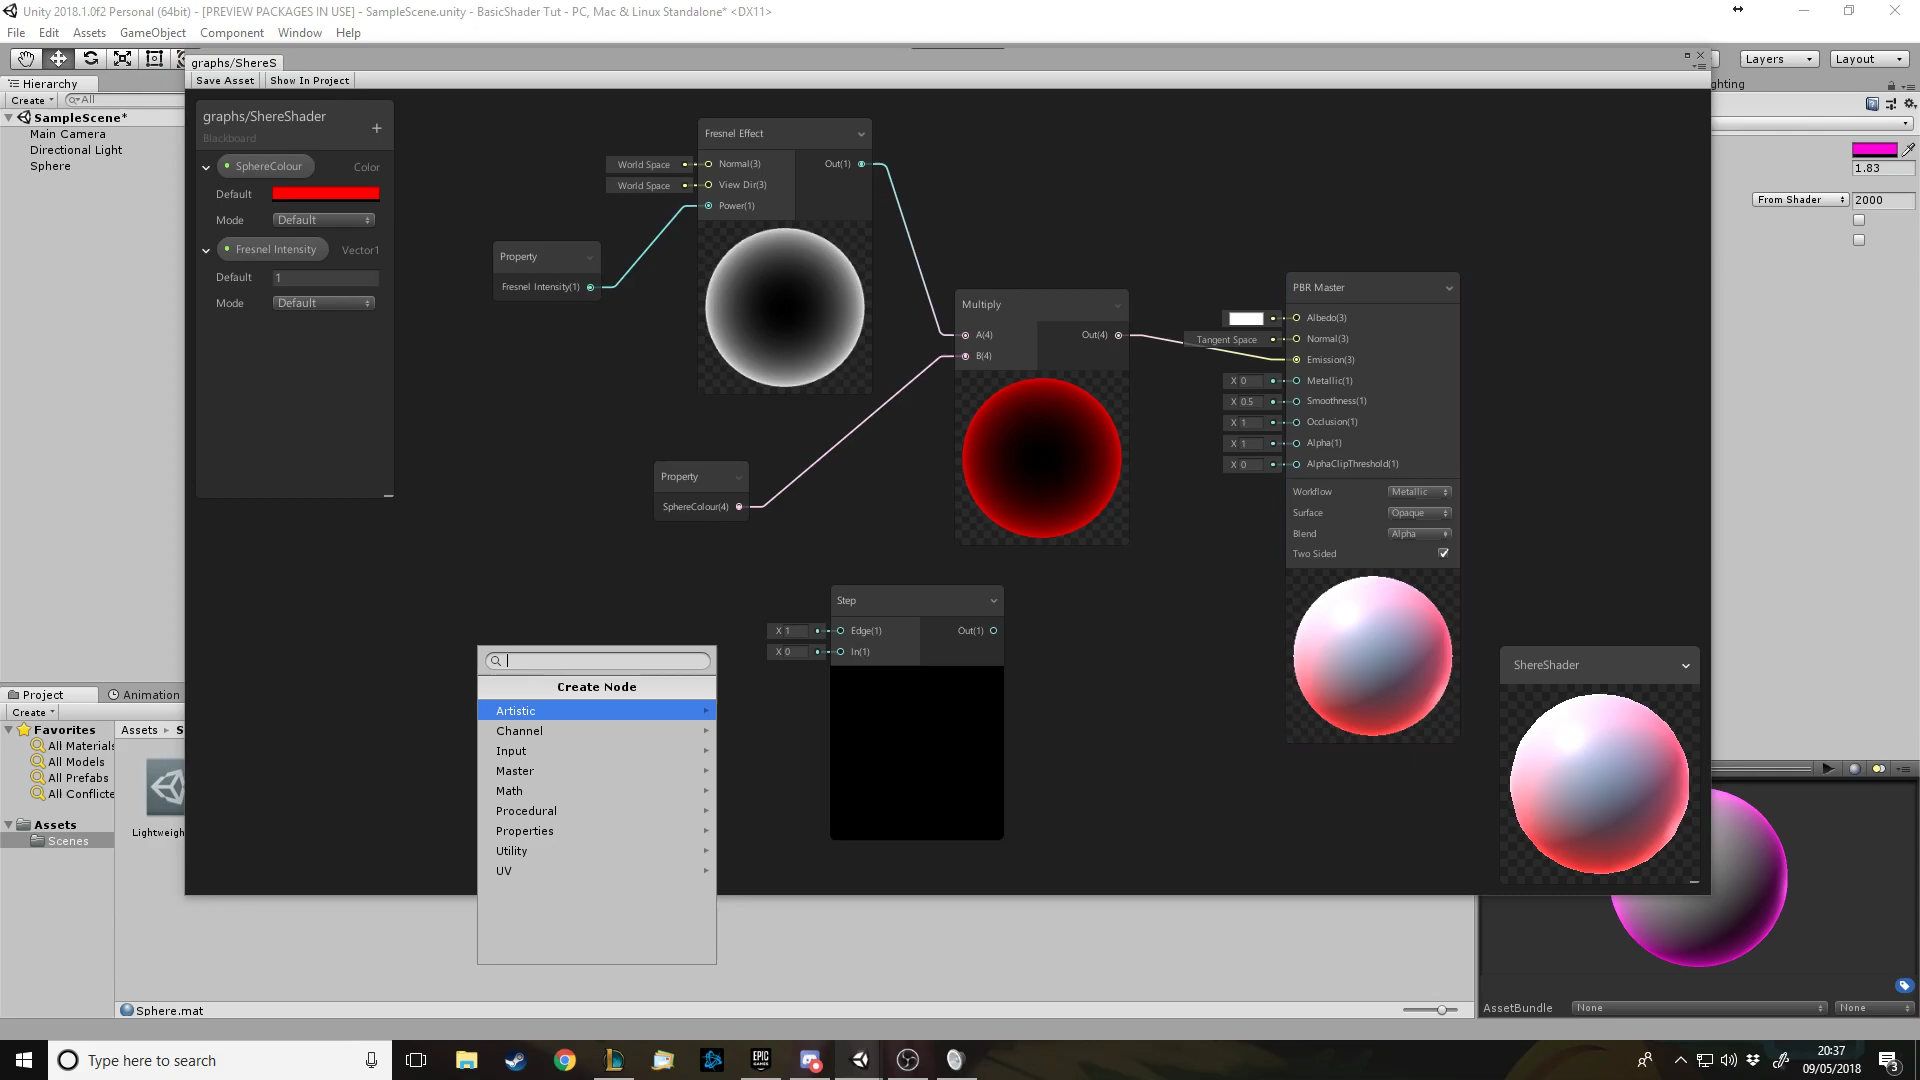 Unity 2018.1.0f2 Personal (64bit) - [PREVIEW PACKAGES IN USE] - SampleScene.unity - BasicShader Tut - PC, Mac & Linux Standalone* <DX11>
File Edit Assets GameObject Component Window Help
graphs/ShereS
Layers
Layout
Save Asset Show In Project
Hierarchy
Create All
SampleScene*
Main Camera
Directional Light
Sphere
graphs/ShereShader
Blackboard
SphereColour Color
Default
Mode Default
Fresnel Intensity Vector1
Default 1
Mode Default
Fresnel Effect
World Space Normal(3) Out(1)
World Space View Dir(3)
Power(1)
Property
Fresnel Intensity(1)
Property
SphereColour(4)
Multiply
A(4) Out(4)
B(4)
PBR Master
Albedo(3)
Tangent Space Normal(3)
Emission(3)
X 0 Metallic(1)
X 0.5 Smoothness(1)
X 1 Occlusion(1)
X 1 Alpha(1)
X 0 AlphaClipThreshold(1)
Workflow Metallic
Surface Opaque
Blend Alpha
Two Sided
Step
X 1 Edge(1) Out(1)
X 0 In(1)
Create Node
Artistic
Channel
Input
Master
Math
Procedural
Properties
Utility
UV
ShereShader
ghting
1.83
From Shader 2000
Project Animation
Create
Favorites
All Materials
All Models
All Prefabs
All Conflicte
Assets
Scenes
Assets S
Lightweigh
Sphere.mat
AssetBundle None None
Type here to search
EPIC
GAMES
20:37
09/05/2018
3